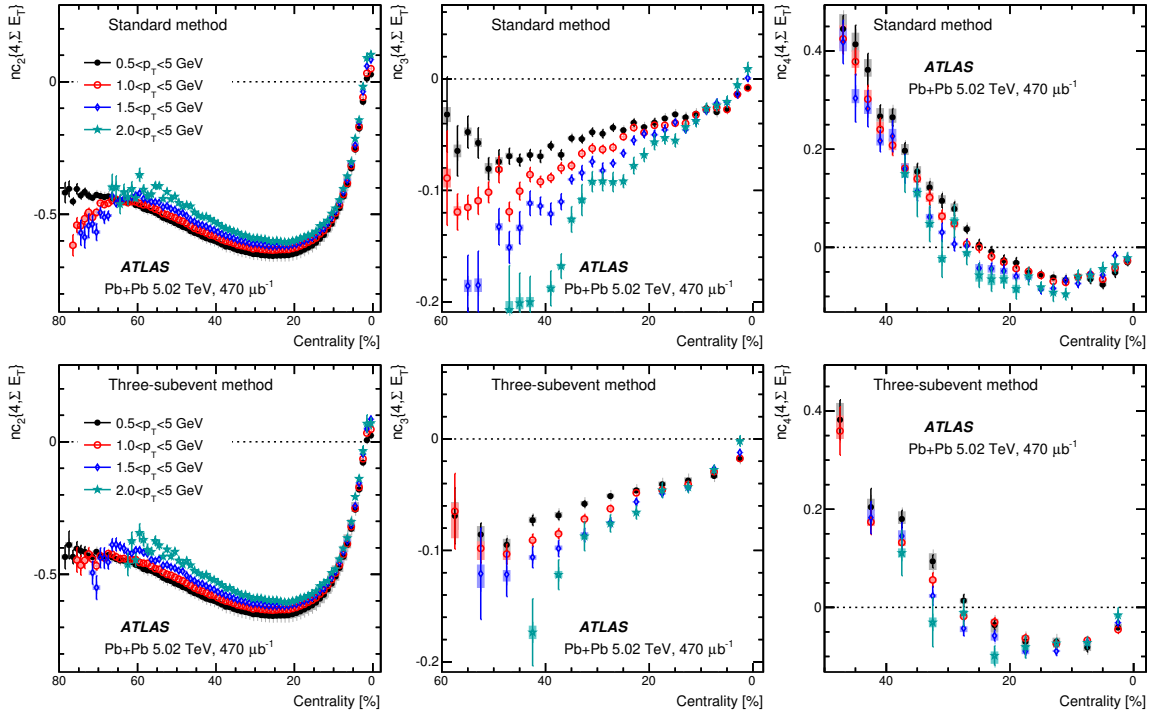 nc2{4,Σ ET}
Standard method
0.5<pT<5 GeV
1.0<pT<5 GeV
1.5<pT<5 GeV
2.0<pT<5 GeV
ATLAS
Pb+Pb 5.02 TeV, 470 μb⁻¹
0.2
0
−0.5
80 60 40 20 0
Centrality [%]
nc3{4,Σ ET}
Standard method
ATLAS
Pb+Pb 5.02 TeV, 470 μb⁻¹
0
−0.1
−0.2
60 40 20 0
Centrality [%]
nc4{4,Σ ET}
Standard method
ATLAS
Pb+Pb 5.02 TeV, 470 μb⁻¹
0.4
0.2
0
40 20 0
Centrality [%]
nc2{4,Σ ET}
Three-subevent method
0.5<pT<5 GeV
1.0<pT<5 GeV
1.5<pT<5 GeV
2.0<pT<5 GeV
ATLAS
Pb+Pb 5.02 TeV, 470 μb⁻¹
0.2
0
−0.5
80 60 40 20 0
Centrality [%]
nc3{4,Σ ET}
Three-subevent method
ATLAS
Pb+Pb 5.02 TeV, 470 μb⁻¹
0
−0.1
−0.2
60 40 20 0
Centrality [%]
nc4{4,Σ ET}
Three-subevent method
ATLAS
Pb+Pb 5.02 TeV, 470 μb⁻¹
0.4
0.2
0
40 20 0
Centrality [%]